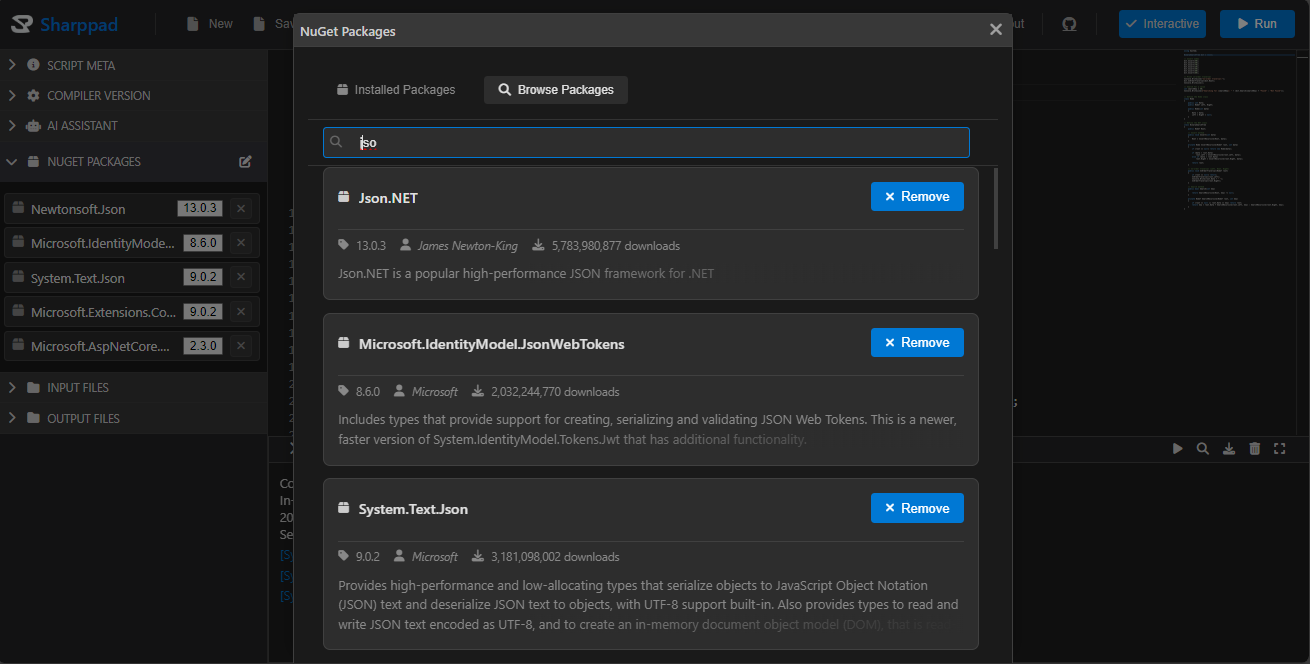 Sharppad
New
Sav
out
Interactive
Run
SCRIPT META
COMPILER VERSION
AI ASSISTANT
NUGET PACKAGES
Newtonsoft.Json 13.0.3
Microsoft.IdentityMode... 8.6.0
System.Text.Json 9.0.2
Microsoft.Extensions.Co... 9.0.2
Microsoft.AspNetCore.... 2.3.0
INPUT FILES
OUTPUT FILES
NuGet Packages
Installed Packages
Browse Packages
jso
Json.NET
Remove
13.0.3 James Newton-King 5,783,980,877 downloads
Json.NET is a popular high-performance JSON framework for .NET
Microsoft.IdentityModel.JsonWebTokens
Remove
8.6.0 Microsoft 2,032,244,770 downloads
Includes types that provide support for creating, serializing and validating JSON Web Tokens. This is a newer,
faster version of System.IdentityModel.Tokens.Jwt that has additional functionality.
System.Text.Json
Remove
9.0.2 Microsoft 3,181,098,002 downloads
Provides high-performance and low-allocating types that serialize objects to JavaScript Object Notation
(JSON) text and deserialize JSON text to objects, with UTF-8 support built-in. Also provides types to read and
write JSON text encoded as UTF-8, and to create an in-memory document object model (DOM), that is
Co
In-
20
Se
[Sy
[Sy
[Sy
;